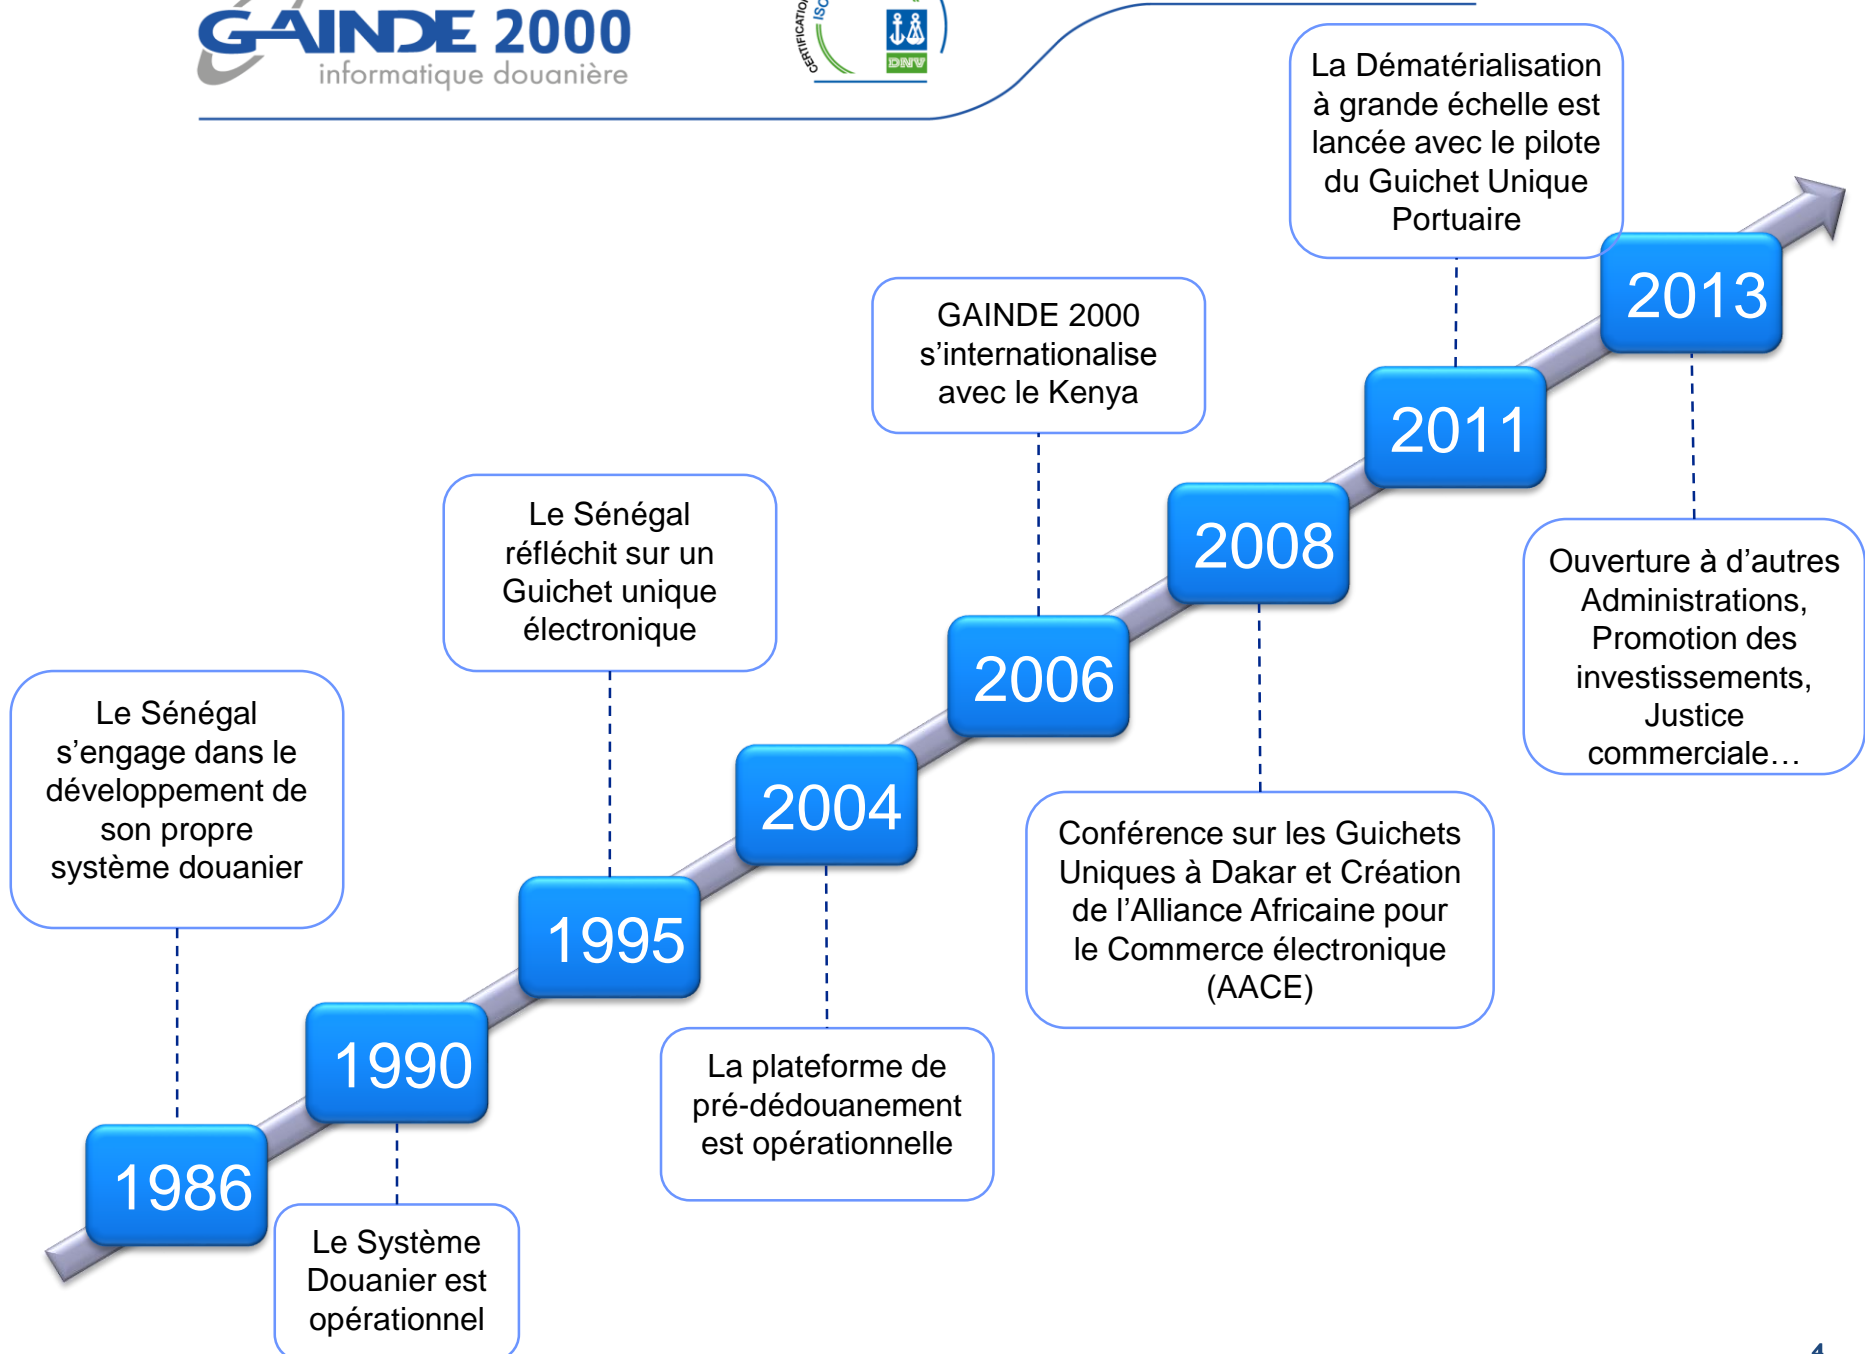 GAINDE 2000
informatique douanière
CERTIFICATION
ISO
DNV
La Dématérialisation
à grande échelle est
lancée avec le pilote
du Guichet Unique
Portuaire
2013
GAINDE 2000
s’internationalise
avec le Kenya
2011
Le Sénégal
réfléchit sur un
Guichet unique
électronique
2008
Ouverture à d’autres
Administrations,
Promotion des
investissements,
Justice
commerciale…
2006
Le Sénégal
s’engage dans le
développement de
son propre
système douanier
2004
Conférence sur les Guichets
Uniques à Dakar et Création
de l’Alliance Africaine pour
le Commerce électronique
(AACE)
1995
1990
La plateforme de
pré-dédouanement
est opérationnelle
1986
Le Système
Douanier est
opérationnel
4